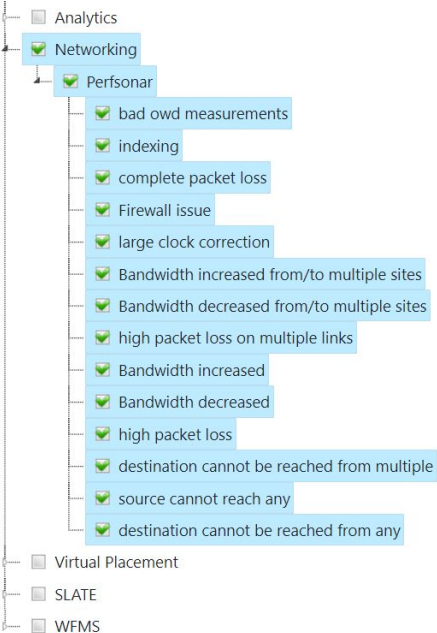 Analytics
Networking
Perfsonar
bad owd measurements
indexing
complete packet loss
Firewall issue
large clock correction
Bandwidth increased from/to multiple sites
Bandwidth decreased from/to multiple sites
high packet loss on multiple links
Bandwidth increased
Bandwidth decreased
high packet loss
destination cannot be reached from multiple
source cannot reach any
destination cannot be reached from any
Virtual Placement
SLATE
WFMS